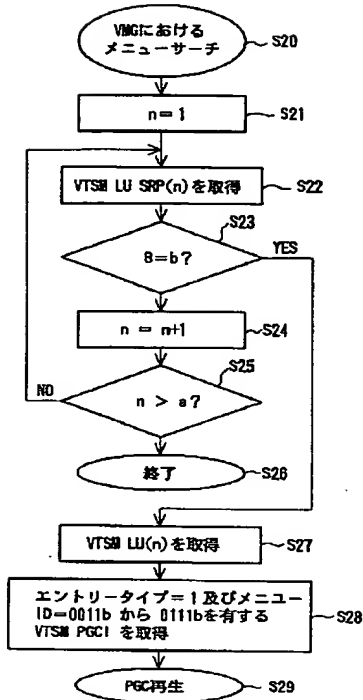 VMGにおける
メニューサーチ
S20
n=1
S21
VTSM LU SRP(n)を取得
S22
S23
8=b?
YES
n = n+1
S24
S25
NO
n > a?
終了
S26
VTSM LU(n)を取得
S27
エントリータイプ=1及びメニュー
ID=0011b から 0111bを有する
VTSM PGCI を取得
S28
PGC再生
S29